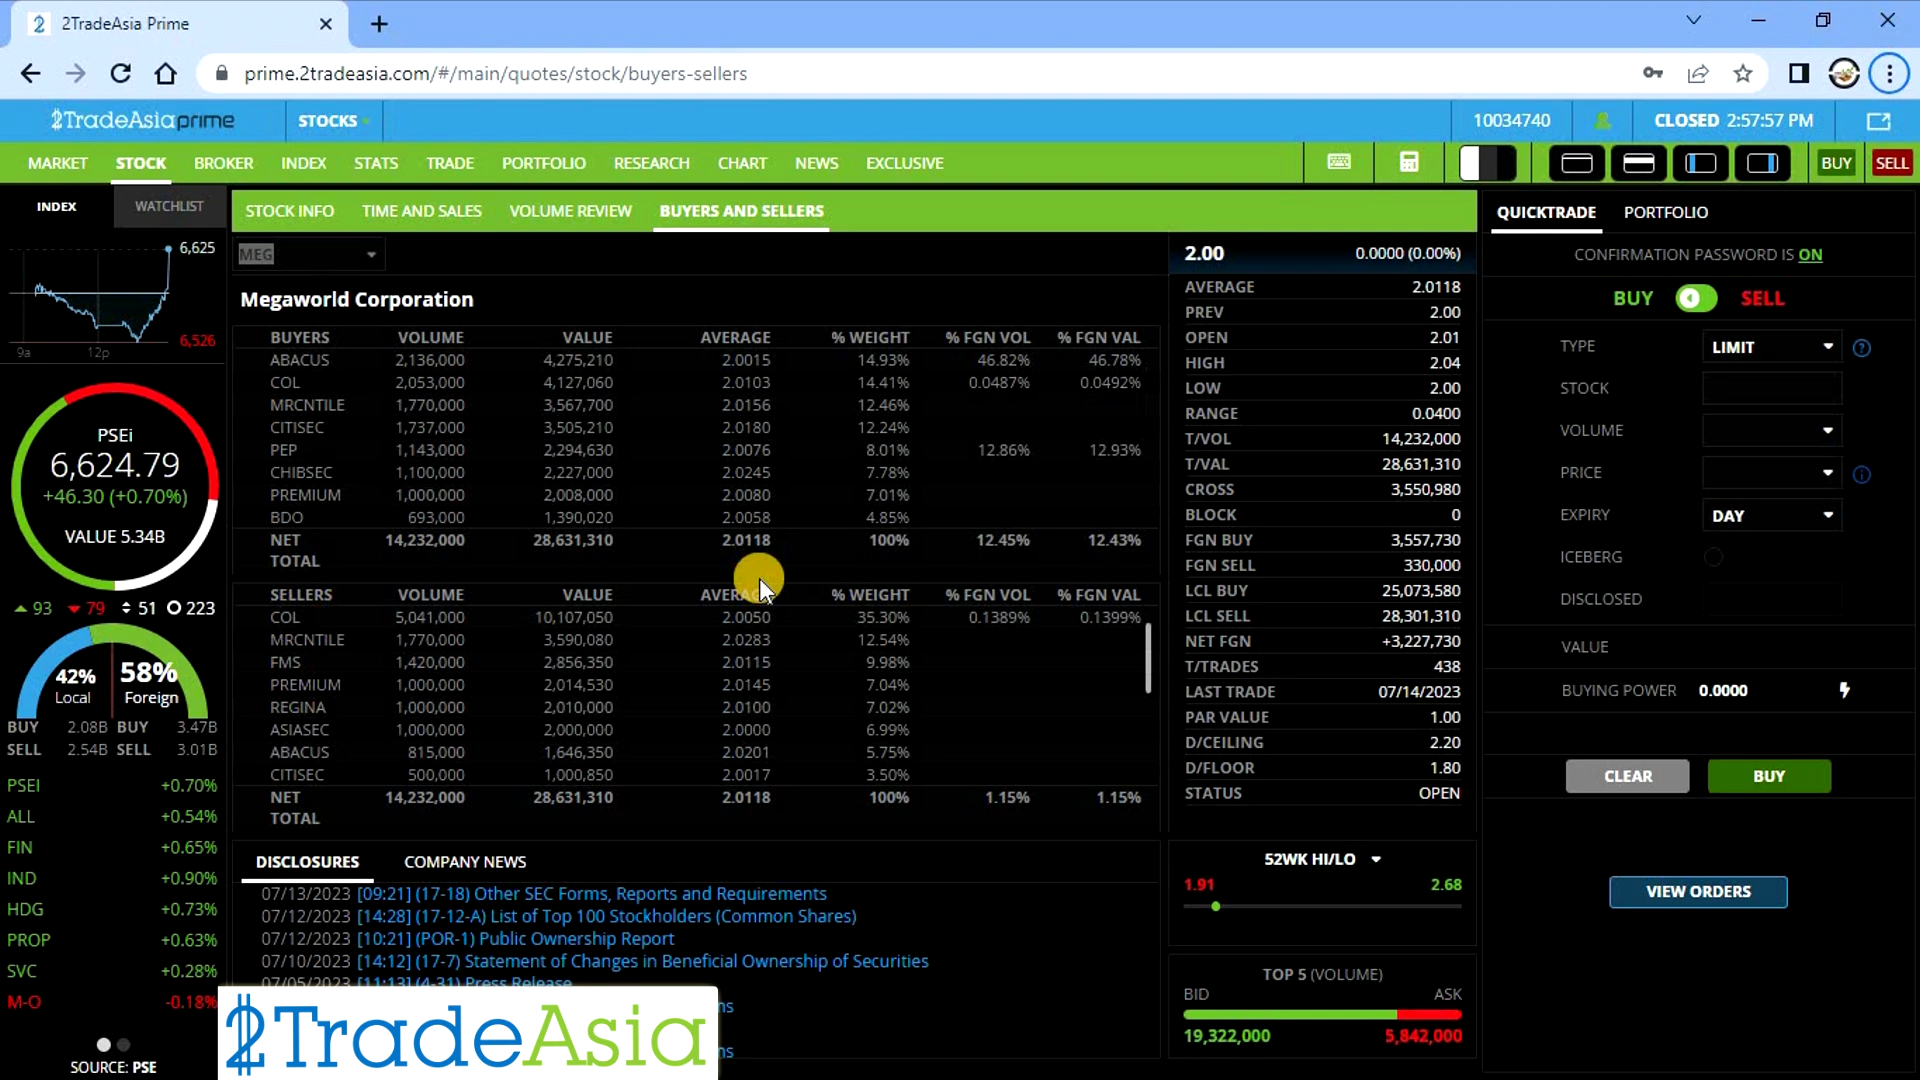 2TradeAsia Prime
prime.2tradeasia.com/#/main/quotes/stock/buyers-sellers
2TradeAsiaprime STOCKS 10034740 CLOSED 2:57:57 PM
MARKET STOCK BROKER INDEX STATS TRADE PORTFOLIO RESEARCH CHART NEWS EXCLUSIVE BUY SELL
INDEX WATCHLIST
6,625
6,526
9a 12p
PSEi
6,624.79
+46.30 (+0.70%)
VALUE 5.34B
93 79 51 223
42% Local 58% Foreign
BUY 2.08B BUY 3.47B
SELL 2.54B SELL 3.01B
PSEI +0.70%
ALL +0.54%
FIN +0.65%
IND +0.90%
HDG +0.73%
PROP +0.63%
SVC +0.28%
M-O -0.18%
SOURCE: PSE
STOCK INFO TIME AND SALES VOLUME REVIEW BUYERS AND SELLERS
MEG
Megaworld Corporation
BUYERS VOLUME VALUE AVERAGE % WEIGHT % FGN VOL % FGN VAL
ABACUS 2,136,000 4,275,210 2.0015 14.93% 46.82% 46.78%
COL 2,053,000 4,127,060 2.0103 14.41% 0.0487% 0.0492%
MRCNTILE 1,770,000 3,567,700 2.0156 12.46%
CITISEC 1,737,000 3,505,210 2.0180 12.24%
PEP 1,143,000 2,294,630 2.0076 8.01% 12.86% 12.93%
CHIBSEC 1,100,000 2,227,000 2.0245 7.78%
PREMIUM 1,000,000 2,008,000 2.0080 7.01%
BDO 693,000 1,390,020 2.0058 4.85%
NET 14,232,000 28,631,310 2.0118 100% 12.45% 12.43%
TOTAL
SELLERS VOLUME VALUE AVERAGE % WEIGHT % FGN VOL % FGN VAL
COL 5,041,000 10,107,050 2.0050 35.30% 0.1389% 0.1399%
MRCNTILE 1,770,000 3,590,080 2.0283 12.54%
FMS 1,420,000 2,856,350 2.0115 9.98%
PREMIUM 1,000,000 2,014,530 2.0145 7.04%
REGINA 1,000,000 2,010,000 2.0100 7.02%
ASIASEC 1,000,000 2,000,000 2.0000 6.99%
ABACUS 815,000 1,646,350 2.0201 5.75%
CITISEC 500,000 1,000,850 2.0017 3.50%
NET 14,232,000 28,631,310 2.0118 100% 1.15% 1.15%
TOTAL
DISCLOSURES COMPANY NEWS
07/13/2023 [09:21] (17-18) Other SEC Forms, Reports and Requirements
07/12/2023 [14:28] (17-12-A) List of Top 100 Stockholders (Common Shares)
07/12/2023 [10:21] (POR-1) Public Ownership Report
07/10/2023 [14:12] (17-7) Statement of Changes in Beneficial Ownership of Securities
07/05/2023 [11:13] (4-31) Press Release
2TradeAsia
2.00 0.0000 (0.00%)
AVERAGE 2.0118
PREV 2.00
OPEN 2.01
HIGH 2.04
LOW 2.00
RANGE 0.0400
T/VOL 14,232,000
T/VAL 28,631,310
CROSS 3,550,980
BLOCK 0
FGN BUY 3,557,730
FGN SELL 330,000
LCL BUY 25,073,580
LCL SELL 28,301,310
NET FGN +3,227,730
T/TRADES 438
LAST TRADE 07/14/2023
PAR VALUE 1.00
D/CEILING 2.20
D/FLOOR 1.80
STATUS OPEN
52WK HI/LO
1.91 2.68
TOP 5 (VOLUME)
BID ASK
19,322,000 5,842,000
QUICKTRADE PORTFOLIO
CONFIRMATION PASSWORD IS ON
BUY SELL
TYPE LIMIT
STOCK
VOLUME
PRICE
EXPIRY DAY
ICEBERG
DISCLOSED
VALUE
BUYING POWER 0.0000
CLEAR BUY
VIEW ORDERS